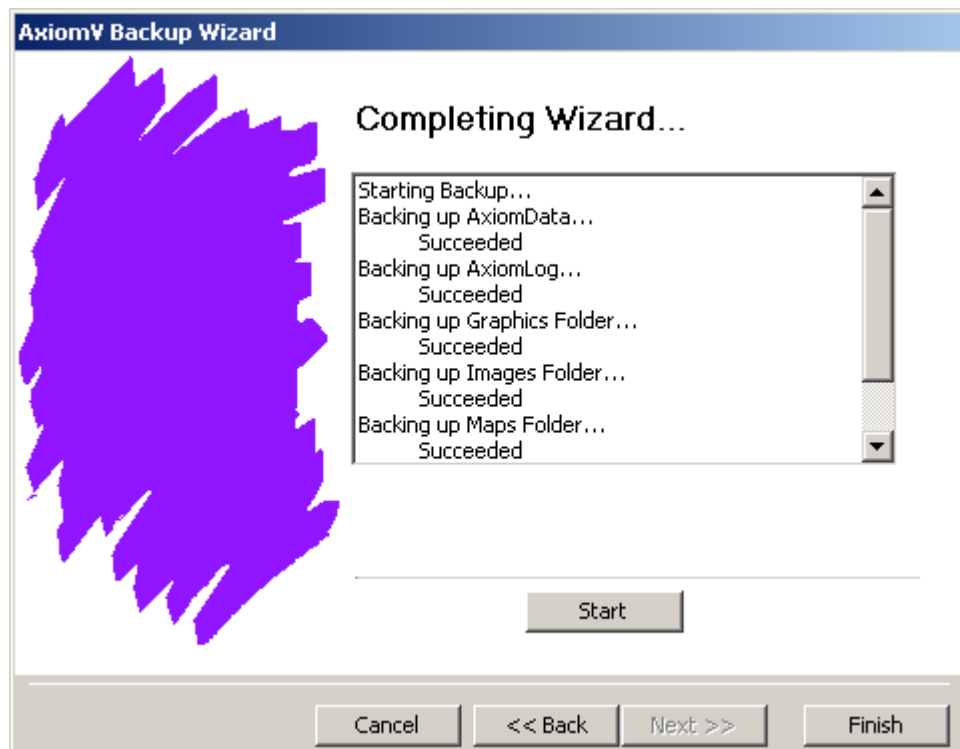 AxiomV Backup Wizard
Completing Wizard...
Starting Backup...
Backing up AxiomData...
Succeeded
Backing up AxiomLog...
Succeeded
Backing up Graphics Folder...
Succeeded
Backing up Images Folder...
Succeeded
Backing up Maps Folder...
Succeeded
Start
Cancel
<< Back
Next >>
Finish